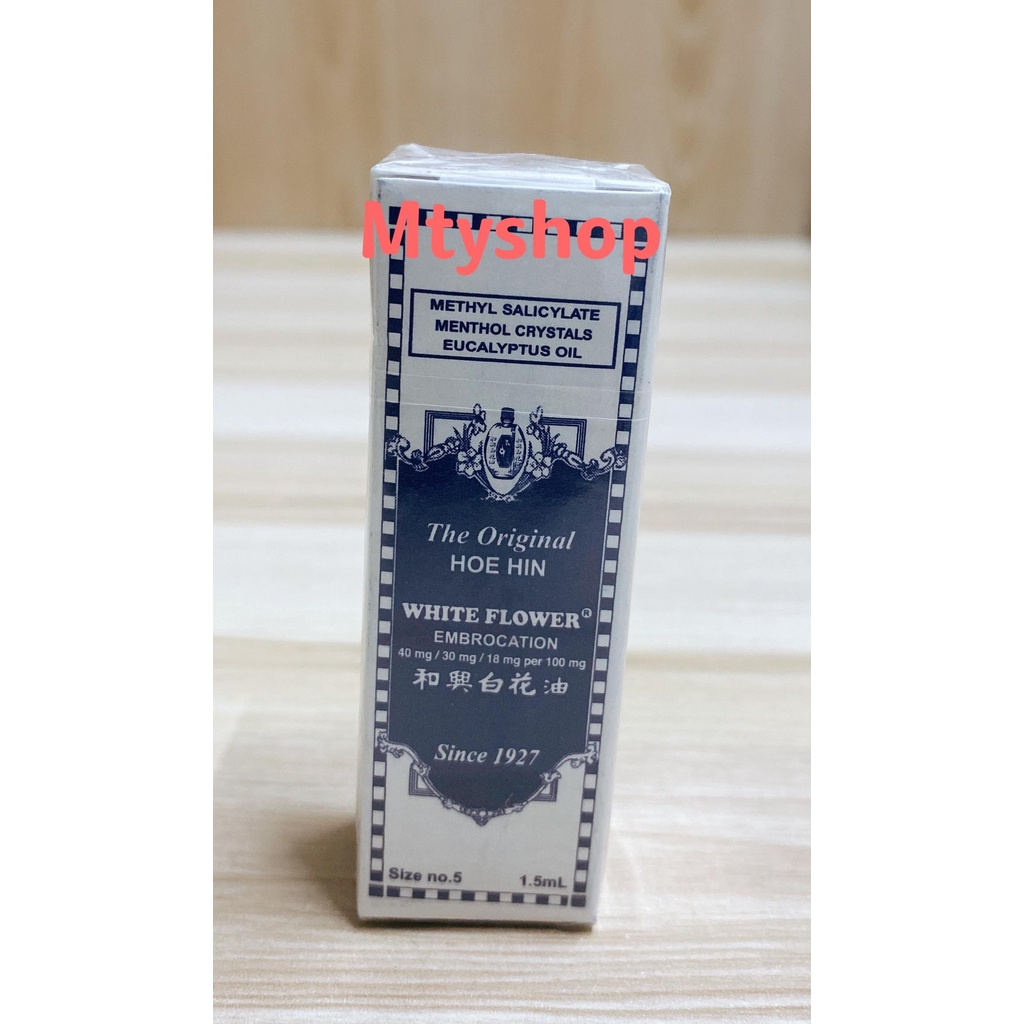 Mtyshop
METHYL SALICYLATE
MENTHOL CRYSTALS
EUCALYPTUS OIL
The Original
HOE HIN
WHITE FLOWER®
EMBROCATION
40 mg / 30 mg / 18 mg per 100 mg
和興白花油
Since 1927
Size no.5 1.5mL